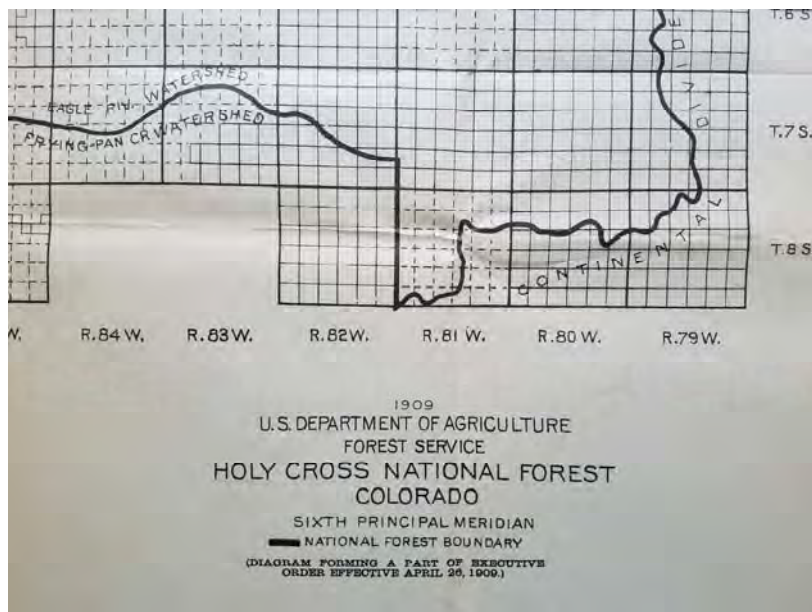 T.6 S
DIVIDE
EAGLE RIV. WATERSHED
FRYING-PAN CR. WATERSHED
T.7 S.
T.8 S
CONTINENTAL
W.
R.84 W.
R.83 W.
R.82 W.
R.81 W.
R.80 W.
R.79 W.
1909
U.S. DEPARTMENT OF AGRICULTURE
FOREST SERVICE
HOLY CROSS NATIONAL FOREST
COLORADO
SIXTH PRINCIPAL MERIDIAN
NATIONAL FOREST BOUNDARY
(DIAGRAM FORMING A PART OF EXECUTIVE
ORDER EFFECTIVE APRIL 26, 1909.)